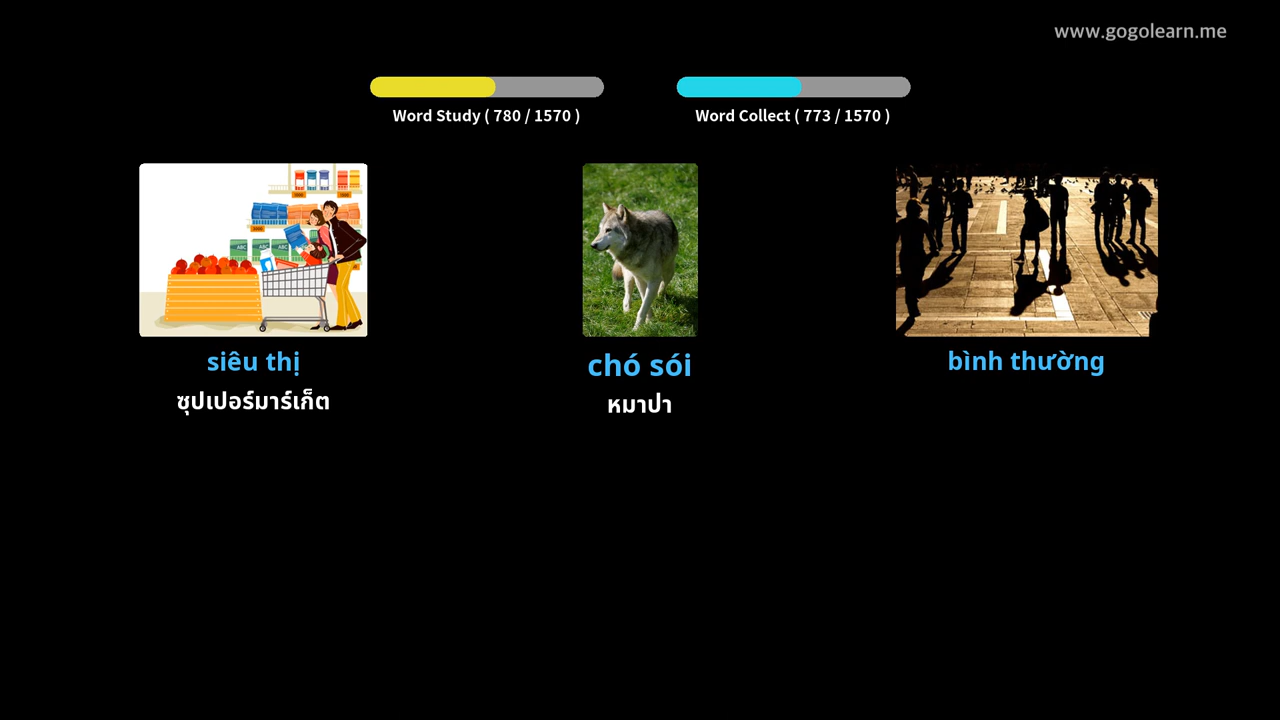 www.gogolearn.me
Word Study ( 780 / 1570 )
Word Collect ( 773 / 1570 )
siêu thị
ซุปเปอร์มาร์เก็ต
chó sói
หมาป่า
bình thường